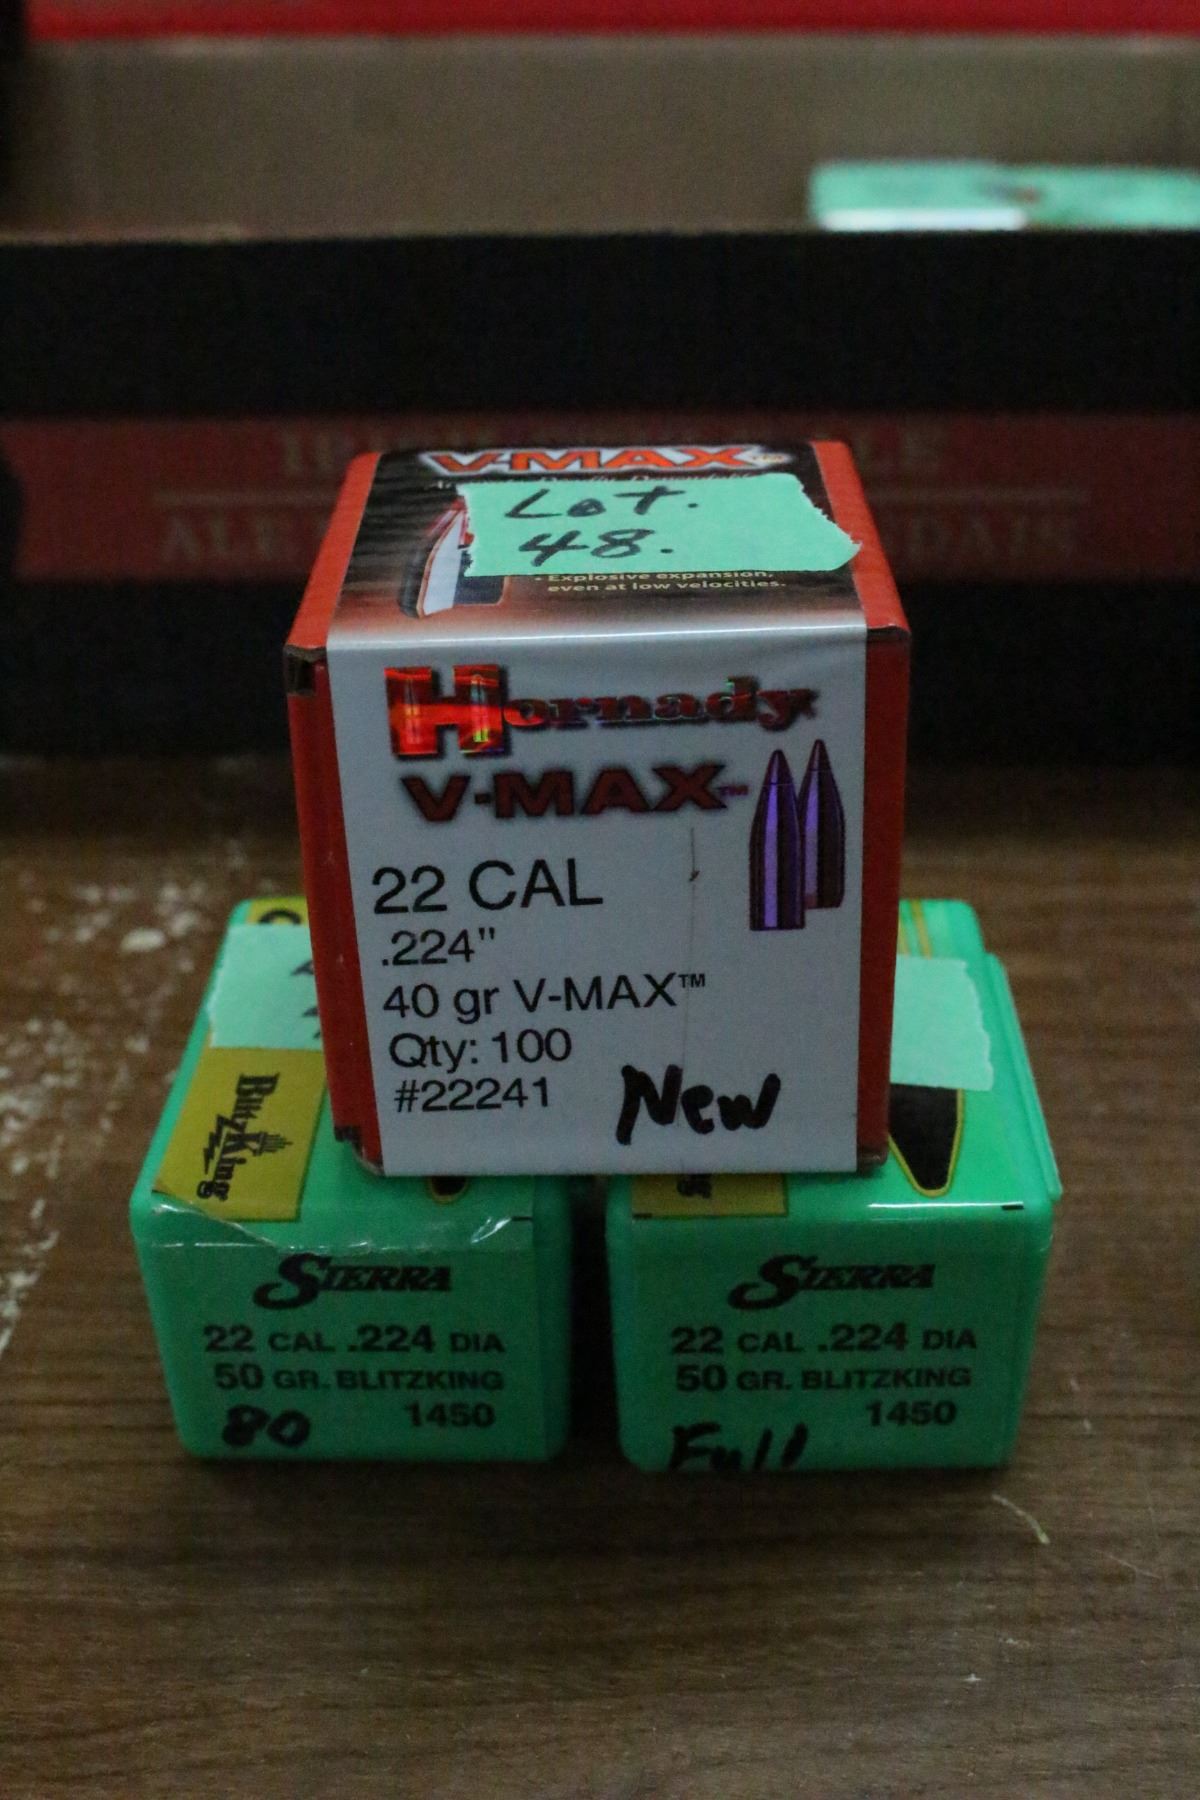 V-MAX™
LoT.
48.
• Explosive expansion,
even at low velocities.
Hornady
V-MAX™
22 CAL
.224"
40 gr V-MAX™
Qty: 100
#22241
New
BlitzKing
SIERRA
22 CAL .224 DIA
50 GR. BLITZKING
1450
80
SIERRA
22 CAL .224 DIA
50 GR. BLITZKING
1450
Full